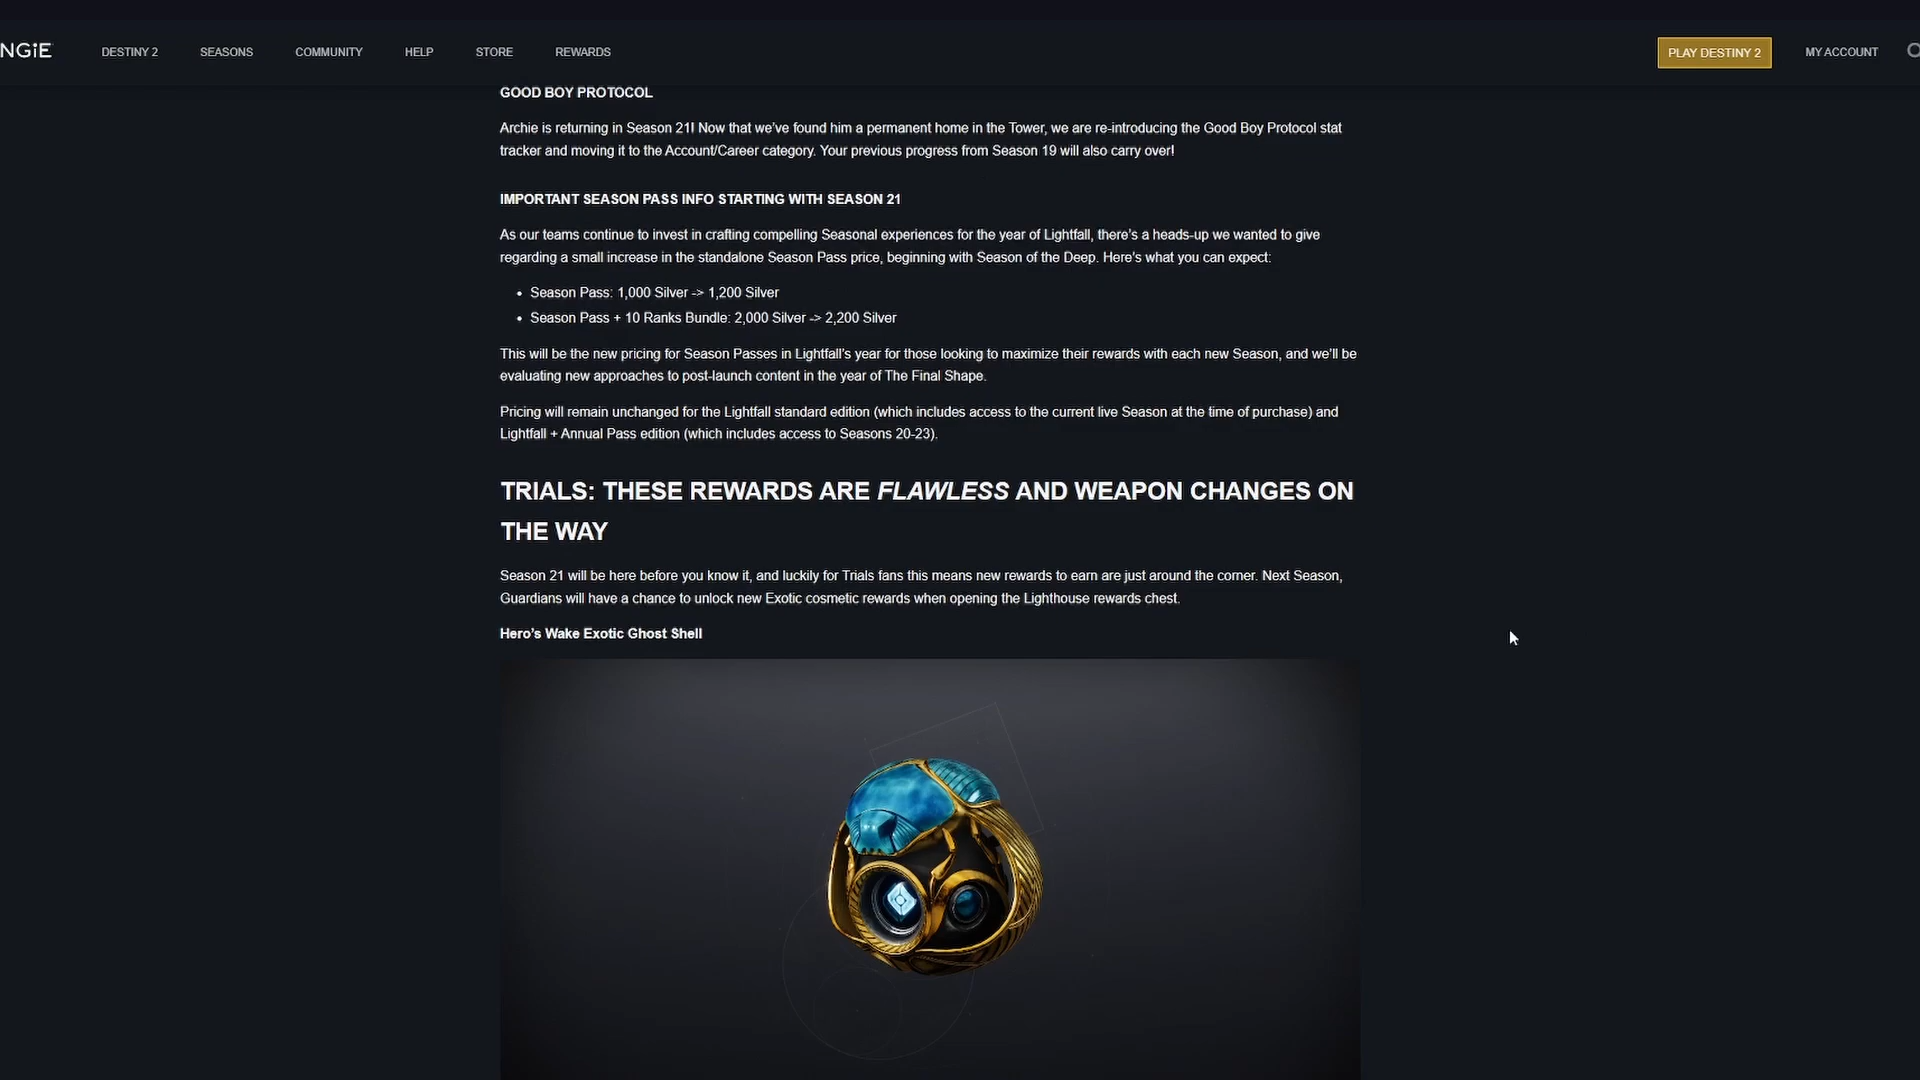 NGiE
DESTINY 2
SEASONS
COMMUNITY
HELP
STORE
REWARDS
PLAY DESTINY 2
MY ACCOUNT
GOOD BOY PROTOCOL
Archie is returning in Season 21! Now that we’ve found him a permanent home in the Tower, we are re-introducing the Good Boy Protocol stat
tracker and moving it to the Account/Career category. Your previous progress from Season 19 will also carry over!
IMPORTANT SEASON PASS INFO STARTING WITH SEASON 21
As our teams continue to invest in crafting compelling Seasonal experiences for the year of Lightfall, there’s a heads-up we wanted to give
regarding a small increase in the standalone Season Pass price, beginning with Season of the Deep. Here’s what you can expect:
• Season Pass: 1,000 Silver -> 1,200 Silver
• Season Pass + 10 Ranks Bundle: 2,000 Silver -> 2,200 Silver
This will be the new pricing for Season Passes in Lightfall’s year for those looking to maximize their rewards with each new Season, and we’ll be
evaluating new approaches to post-launch content in the year of The Final Shape.
Pricing will remain unchanged for the Lightfall standard edition (which includes access to the current live Season at the time of purchase) and
Lightfall + Annual Pass edition (which includes access to Seasons 20-23).
TRIALS: THESE REWARDS ARE FLAWLESS AND WEAPON CHANGES ON
THE WAY
Season 21 will be here before you know it, and luckily for Trials fans this means new rewards to earn are just around the corner. Next Season,
Guardians will have a chance to unlock new Exotic cosmetic rewards when opening the Lighthouse rewards chest.
Hero’s Wake Exotic Ghost Shell